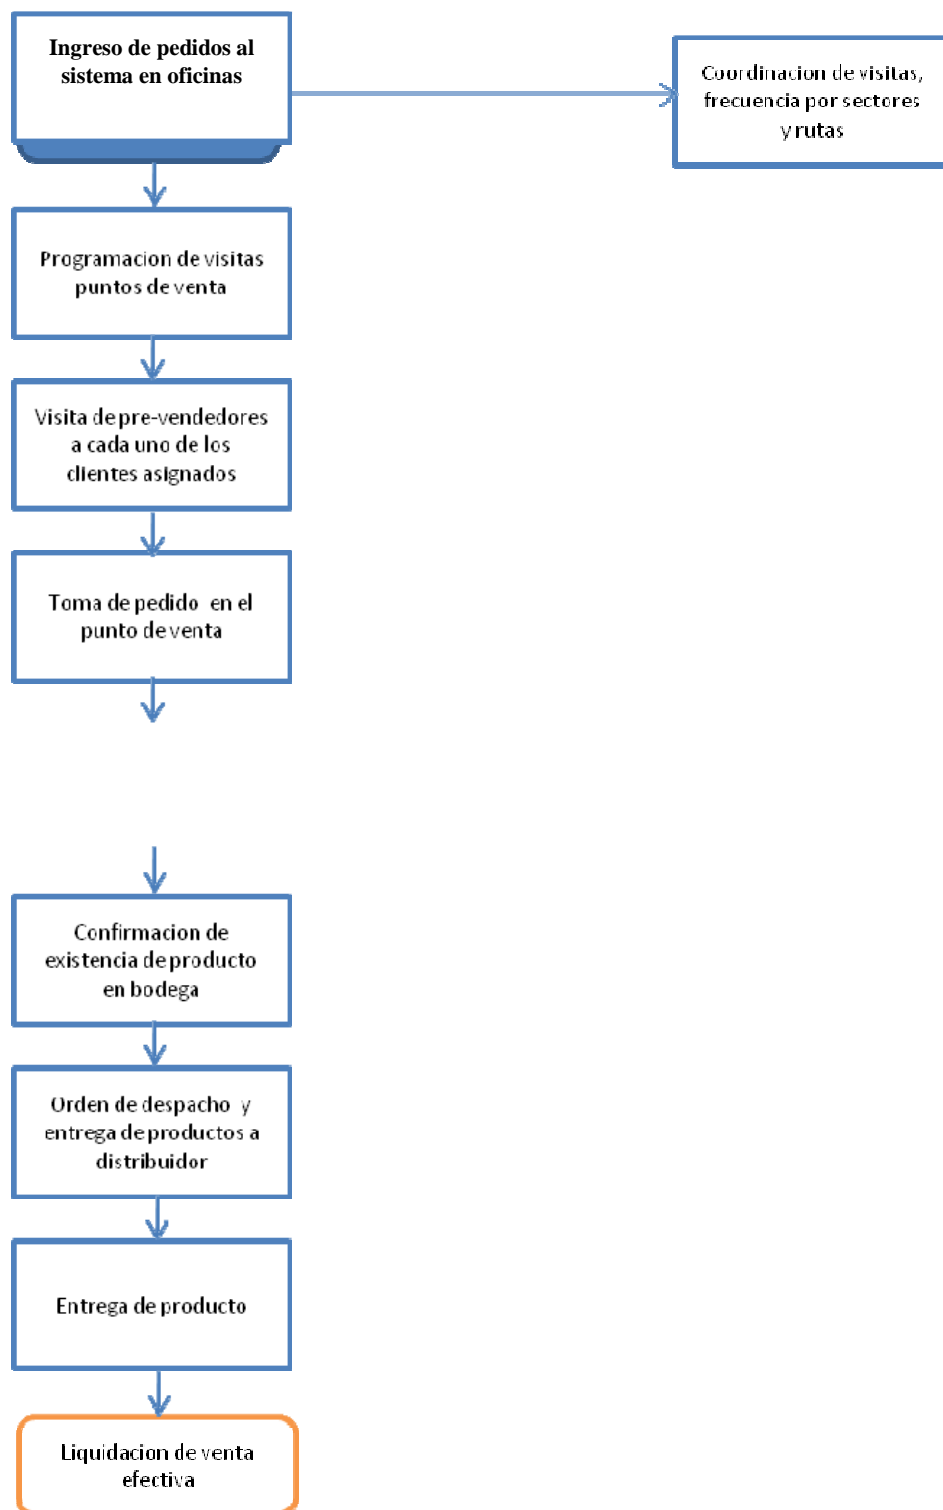 Ingreso de pedidos al
sistema en oficinas
Coordinacion de visitas,
frecuencia por sectores
y rutas
Programacion de visitas
puntos de venta
Visita de pre-vendedores
a cada uno de los
clientes asignados
Toma de pedido en el
punto de venta
Confirmacion de
existencia de producto
en bodega
Orden de despacho y
entrega de productos a
distribuidor
Entrega de producto
Liquidacion de venta
efectiva